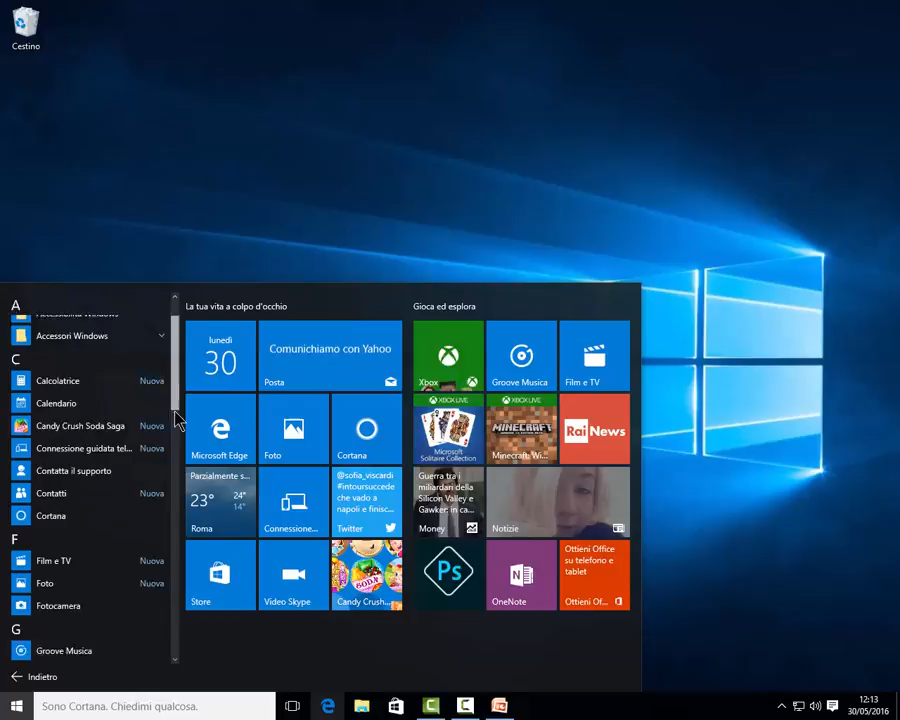 Cestino
A
Accessibilità Windows
Accessori Windows
C
Calcolatrice Nuova
Calendario
Candy Crush Soda Saga Nuova
Connessione guidata tel... Nuova
Contatta il supporto
Contatti Nuova
Cortana
F
Film e TV Nuova
Foto Nuova
Fotocamera
G
Groove Musica
Indietro
La tua vita a colpo d'occhio
lunedì
30
Comunichiamo con Yahoo
Posta
Microsoft Edge
Foto
Cortana
Parzialmente s...
23° 24°
14°
Roma
Connessione...
@sofia_viscardi
#intoursuccede
che vado a
napoli e finisc...
Twitter
Store
Video Skype
SODA
Candy Crush...
Gioca ed esplora
Xbox
Groove Musica
Film e TV
XBOX LIVE
Microsoft
Solitaire Collection
XBOX LIVE
MINECRAFT
Minecraft: Wi...
Rai News
Guerra tra i
miliardari della
Silicon Valley e
Gawker: in ca...
Money
Notizie
Ps
N
OneNote
Ottieni Office
su telefono e
tablet
Ottieni Of...
Sono Cortana. Chiedimi qualcosa.
12:13
30/05/2016